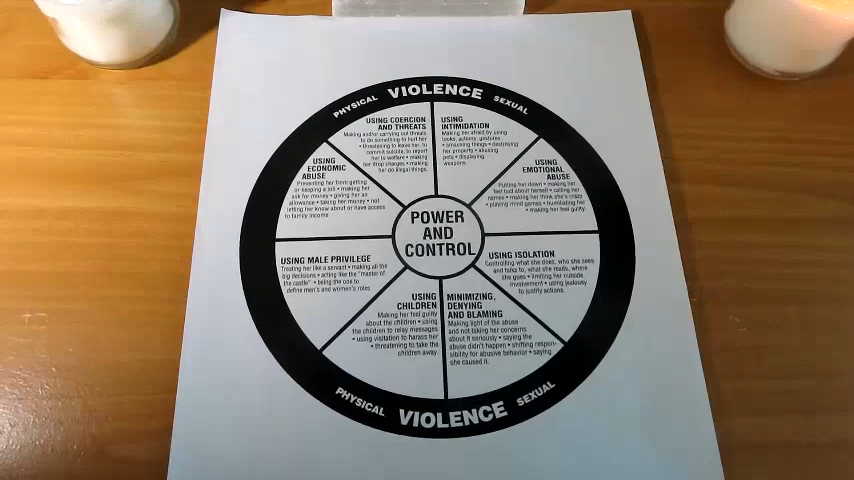 PHYSICAL VIOLENCE SEXUAL
USING COERCION
AND THREATS
Making and/or carrying out threats
to do something to hurt her
• threatening to leave her, to
commit suicide, to report
her to welfare • making
her drop charges • making
her do illegal things.
USING
INTIMIDATION
Making her afraid by using
looks, actions, gestures
• smashing things • destroying
her property • abusing
pets • displaying
weapons.
USING
ECONOMIC
ABUSE
Preventing her from getting
or keeping a job • making her
ask for money • giving her an
allowance • taking her money • not
letting her know about or have access
to family income.
USING
EMOTIONAL
ABUSE
Putting her down • making her
feel bad about herself • calling her
names • making her think she's crazy
• playing mind games • humiliating her
• making her feel guilty.
POWER
AND
CONTROL
USING MALE PRIVILEGE
Treating her like a servant • making all the
big decisions • acting like the "master of
the castle" • being the one to
define men's and women's roles
USING ISOLATION
Controlling what she does, who she sees
and talks to, what she reads, where
she goes • limiting her outside
involvement • using jealousy
to justify actions.
USING
CHILDREN
Making her feel guilty
about the children • using
the children to relay messages
• using visitation to harass her
• threatening to take the
children away.
MINIMIZING,
DENYING
AND BLAMING
Making light of the abuse
and not taking her concerns
about it seriously • saying the
abuse didn't happen • shifting respon-
sibility for abusive behavior • saying
she caused it.
PHYSICAL VIOLENCE SEXUAL